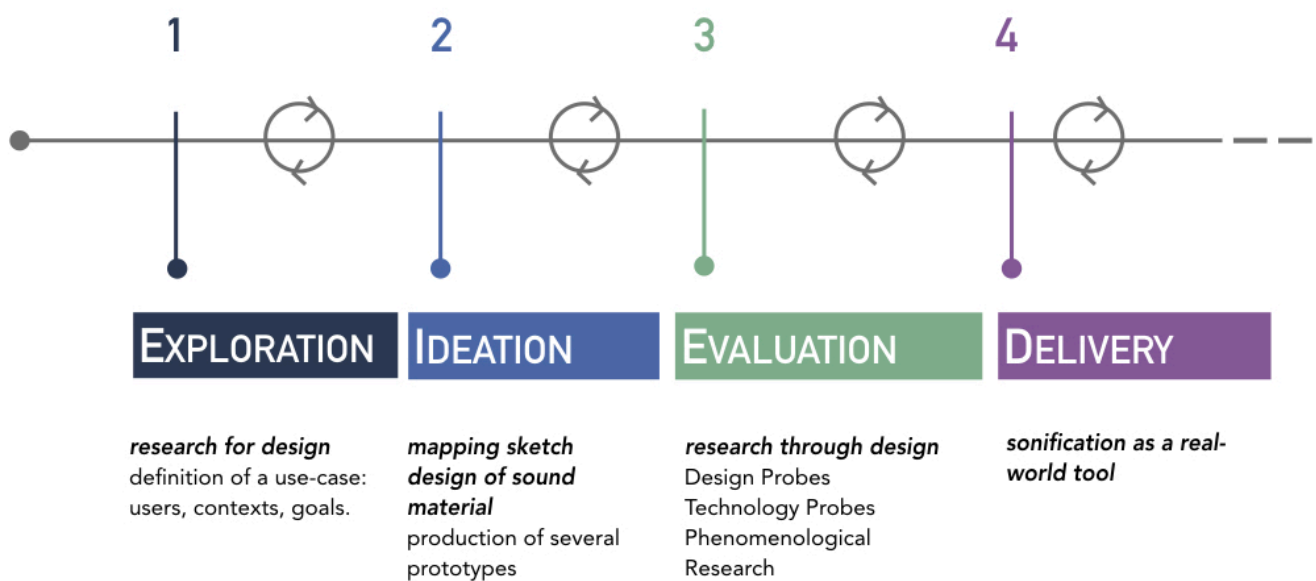 1
2
3
4
EXPLORATION
IDEATION
EVALUATION
DELIVERY
research for design
definition of a use-case:
users, contexts, goals.
mapping sketch
design of sound
material
production of several
prototypes
research through design
Design Probes
Technology Probes
Phenomenological
Research
sonification as a real-
world tool